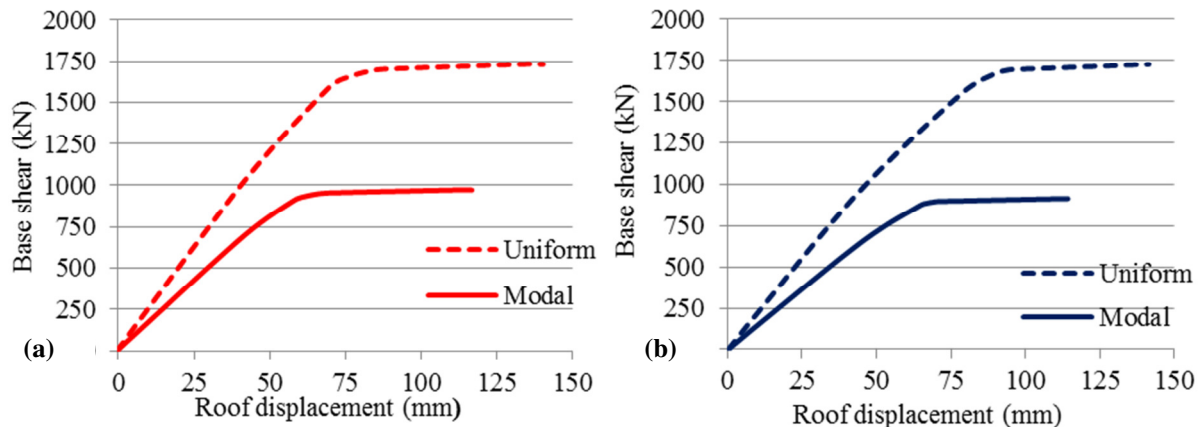 2000
1750
1500
1250
1000
750
500
250
Base shear (kN)
Uniform
Modal
(a)
0 25 50 75 100 125 150
Roof displacement (mm)
2000
1750
1500
1250
1000
750
500
250
Base shear (kN)
Uniform
Modal
(b)
0 25 50 75 100 125 150
Roof displacement (mm)